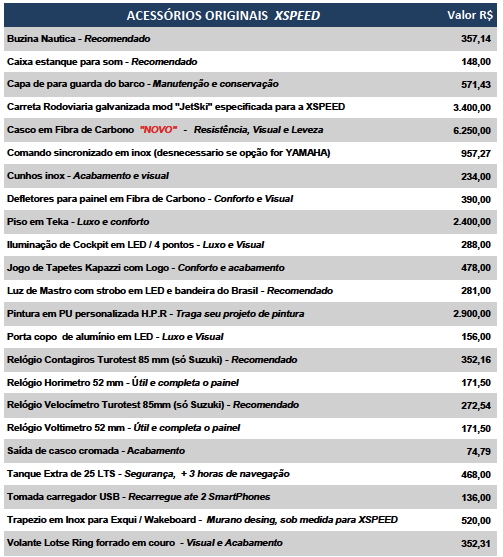 ACESSÓRIOS ORIGINAIS XSPEED Valor R$
Buzina Nautica - Recomendado 357,14
Caixa estanque para som - Recomendado 148,00
Capa de para guarda do barco - Manutenção e conservação 571,43
Carreta Rodoviaria galvanizada mod "JetSki" especificada para a XSPEED 3.400,00
Casco em Fibra de Carbono "NOVO" - Resistência, Visual e Leveza 6.250,00
Comando sincronizado em inox (desnecessario se opção for YAMAHA) 957,27
Cunhos inox - Acabamento e visual 234,00
Defletores para painel em Fibra de Carbono - Conforto e Visual 390,00
Piso em Teka - Luxo e conforto 2.400,00
Iluminação de Cockpit em LED / 4 pontos - Luxo e Visual 288,00
Jogo de Tapetes Kapazzi com Logo - Conforto e acabamento 478,00
Luz de Mastro com strobo em LED e bandeira do Brasil - Recomendado 281,00
Pintura em PU personalizada H.P.R - Traga seu projeto de pintura 2.900,00
Porta copo de alumínio em LED - Luxo e Visual 156,00
Relógio Contagiros Turotest 85 mm (só Suzuki) - Recomendado 352,16
Relógio Horimetro 52 mm - Útil e completa o painel 171,50
Relógio Velocímetro Turotest 85mm (só Suzuki) - Recomendado 272,54
Relógio Voltimetro 52 mm - Útil e completa o painel 171,50
Saída de casco cromada - Acabamento 74,79
Tanque Extra de 25 LTS - Segurança, + 3 horas de navegação 468,00
Tomada carregador USB - Recarregue ate 2 SmartPhones 136,00
Trapezio em Inox para Exqui / Wakeboard - Murano desing, sob medida para XSPEED 520,00
Volante Lotse Ring forrado em couro - Visual e Acabamento 352,31